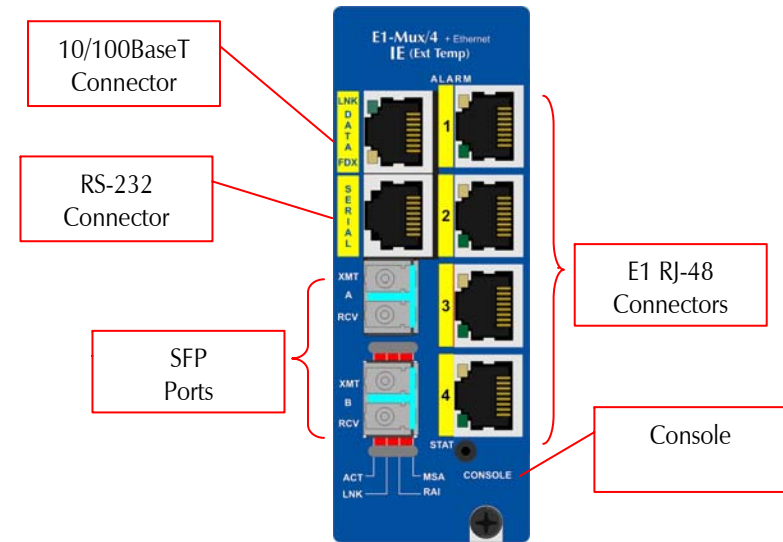 10/100BaseT
Connector
RS-232
Connector
SFP
Ports
E1-Mux/4 + Ethernet
IE (Ext Temp)
ALARM
LNK
DATA
FDX
SERIAL
1
2
3
4
XMT
A
RCV
XMT
B
RCV
STAT
ACT
LNK
MSA
RAI
CONSOLE
E1 RJ-48
Connectors
Console